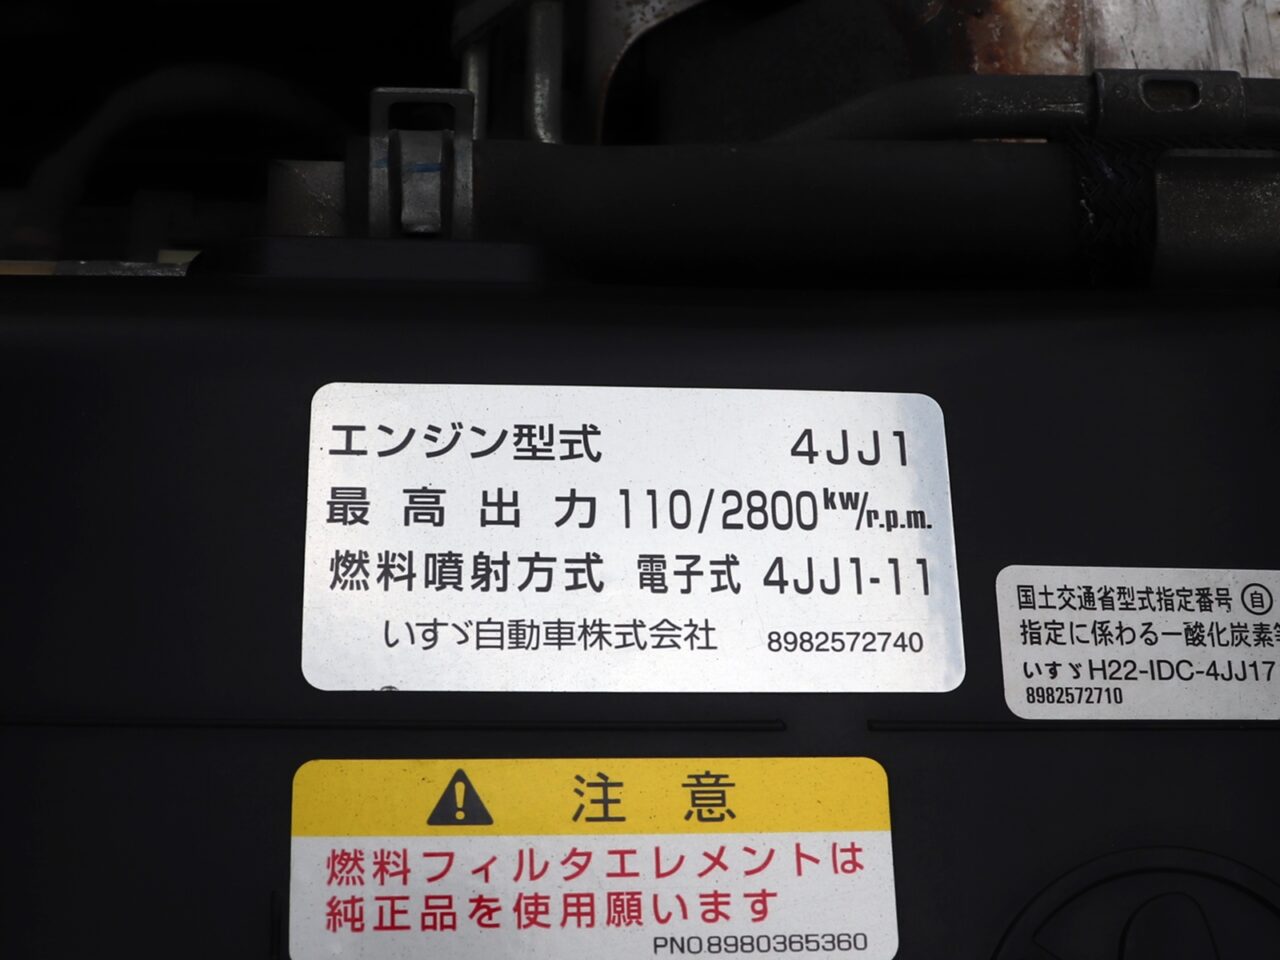 エンジン型式 4JJ1
最高出力 110/2800kW/r.p.m.
燃料噴射方式 電子式 4JJ1-11
いすゞ自動車株式会社 8982572740
国土交通省型式指定番号 自
指定に係わる一酸化炭素等
いすゞ H22-IDC-4JJ17
8982572710
注意
燃料フィルタエレメントは
純正品を使用願います
PNO.8980365360